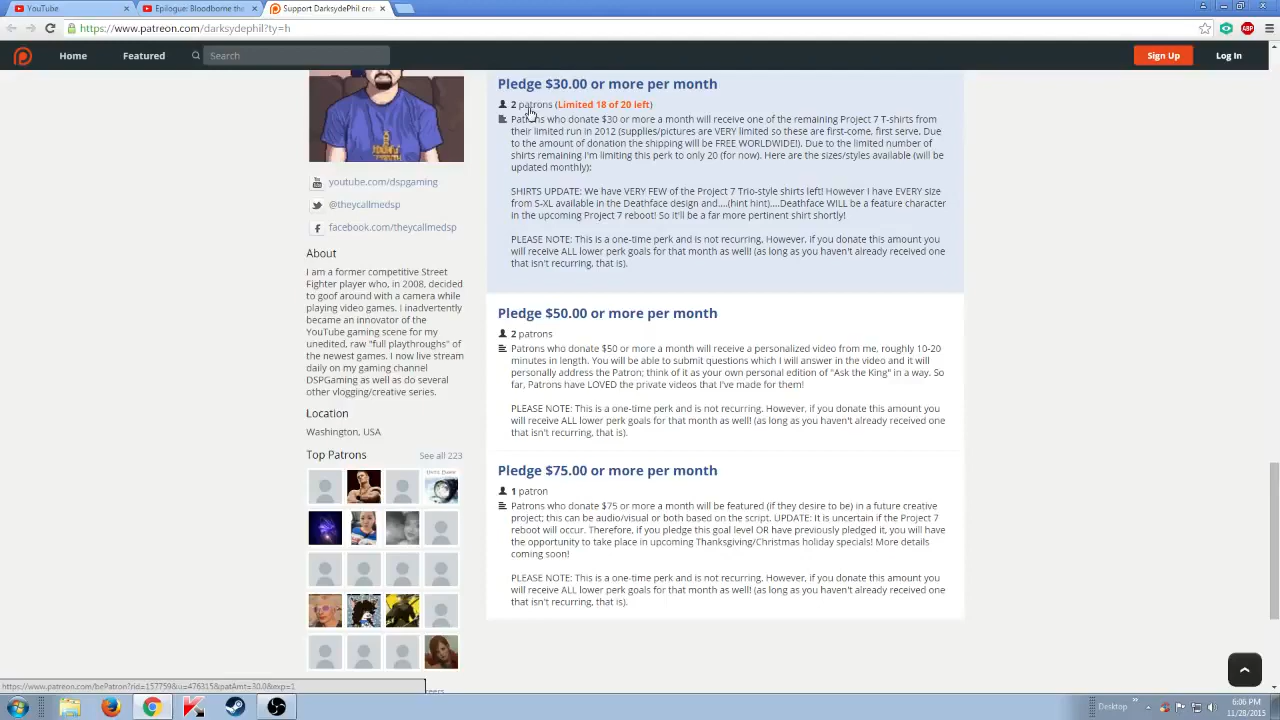 YouTube
Epilogue: Bloodborne the
Support DarksydePhil crea
https://www.patreon.com/darksydephil?ty=h
Home
Featured
Search
Sign Up
Log In
youtube.com/dspgaming
@theycallmedsp
facebook.com/theycallmedsp
About
I am a former competitive Street
Fighter player who, in 2008, decided
to goof around with a camera while
playing video games. I inadvertently
became an innovator of the
YouTube gaming scene for my
unedited, raw "full playthroughs" of
the newest games. I now live stream
daily on my gaming channel
DSPGaming as well as do several
other vlogging/creative series.
Location
Washington, USA
Top Patrons
See all 223
Pledge $30.00 or more per month
2 patrons (Limited 18 of 20 left)
Patrons who donate $30 or more a month will receive one of the remaining Project 7 T-shirts from
their limited run in 2012 (supplies/pictures are VERY limited so these are first-come, first serve. Due
to the amount of donation the shipping will be FREE WORLDWIDE!). Due to the limited number of
shirts remaining I'm limiting this perk to only 20 (for now). Here are the sizes/styles available (will be
updated monthly):
SHIRTS UPDATE: We have VERY FEW of the Project 7 Trio-style shirts left! However I have EVERY size
from S-XL available in the Deathface design and....(hint hint)....Deathface WILL be a feature character
in the upcoming Project 7 reboot! So it'll be a far more pertinent shirt shortly!
PLEASE NOTE: This is a one-time perk and is not recurring. However, if you donate this amount you
will receive ALL lower perk goals for that month as well! (as long as you haven't already received one
that isn't recurring, that is).
Pledge $50.00 or more per month
2 patrons
Patrons who donate $50 or more a month will receive a personalized video from me, roughly 10-20
minutes in length. You will be able to submit questions which I will answer in the video and it will
personally address the Patron; think of it as your own personal edition of "Ask the King" in a way. So
far, Patrons have LOVED the private videos that I've made for them!
PLEASE NOTE: This is a one-time perk and is not recurring. However, if you donate this amount you
will receive ALL lower perk goals for that month as well! (as long as you haven't already received one
that isn't recurring, that is).
Pledge $75.00 or more per month
1 patron
Patrons who donate $75 or more a month will be featured (if they desire to be) in a future creative
project; this can be audio/visual or both based on the script. UPDATE: It is uncertain if the Project 7
reboot will occur. Therefore, if you pledge this goal level OR have previously pledged it, you will have
the opportunity to take place in upcoming Thanksgiving/Christmas holiday specials! More details
coming soon!
PLEASE NOTE: This is a one-time perk and is not recurring. However, if you donate this amount you
will receive ALL lower perk goals for that month as well! (as long as you haven't already received one
that isn't recurring, that is).
https://www.patreon.com/bePatron?rid=157759&u=476315&patAmt=30.0&exp=1
Desktop
6:06 PM
11/28/2015